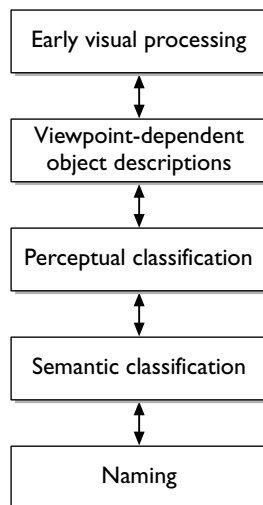 Early visual processing
Viewpoint-dependent
object descriptions
Perceptual classification
Semantic classification
Naming